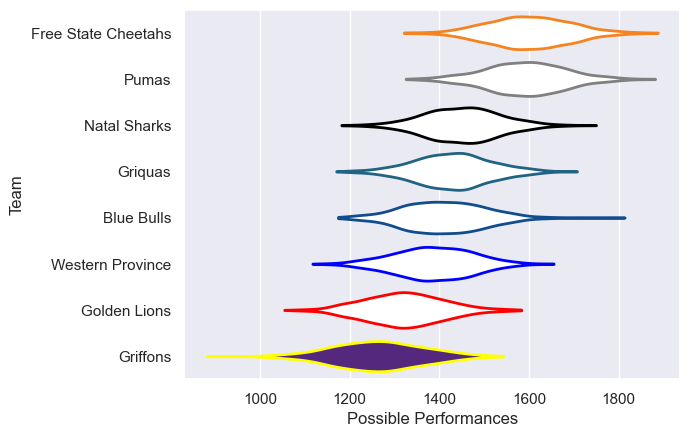 Free State Cheetahs
Pumas
Natal Sharks
Griquas
Blue Bulls
Western Province
Golden Lions
Griffons
Team
1000 1200 1400 1600 1800
Possible Performances